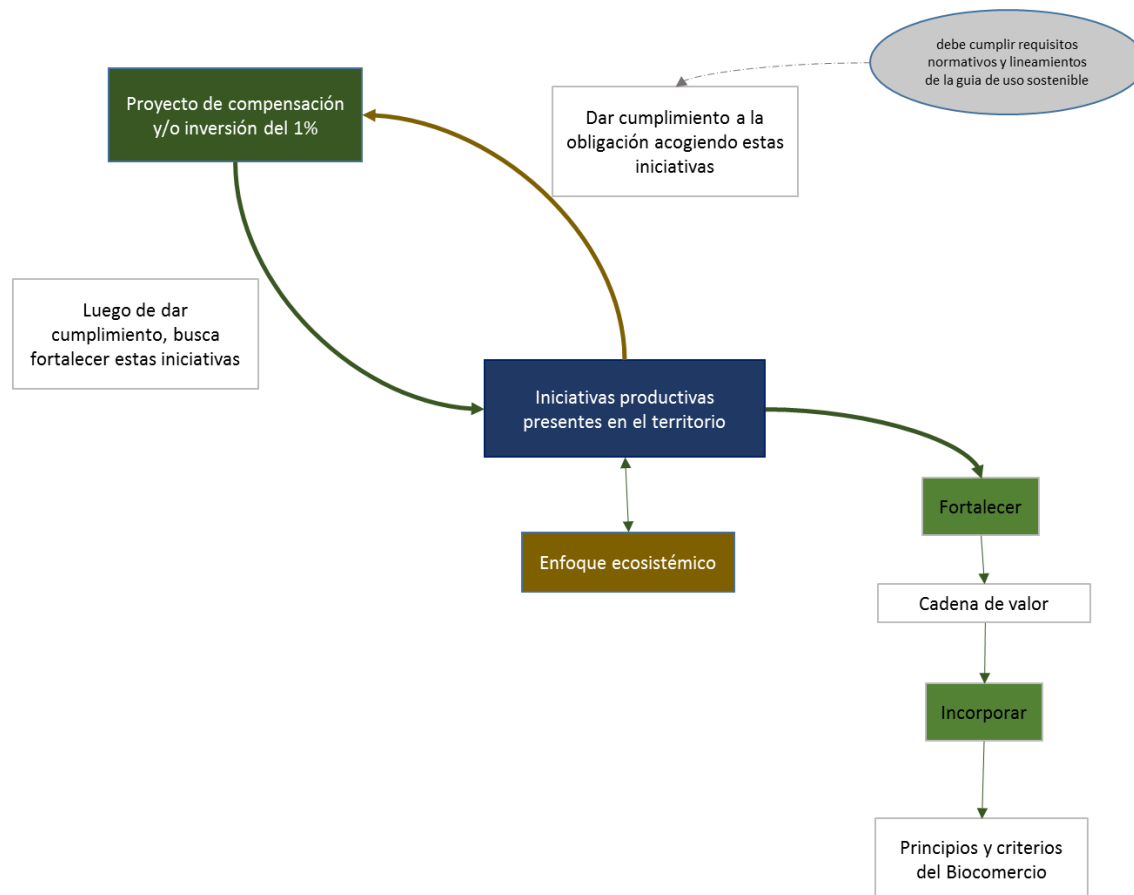 debe cumplir requisitos
normativos y lineamientos
de la guia de uso sostenible
Proyecto de compensación
y/o inversión del 1%
Dar cumplimiento a la
obligación acogiendo estas
iniciativas
Luego de dar
cumplimiento, busca
fortalecer estas iniciativas
Iniciativas productivas
presentes en el territorio
Enfoque ecosistémico
Fortalecer
Cadena de valor
Incorporar
Principios y criterios
del Biocomercio